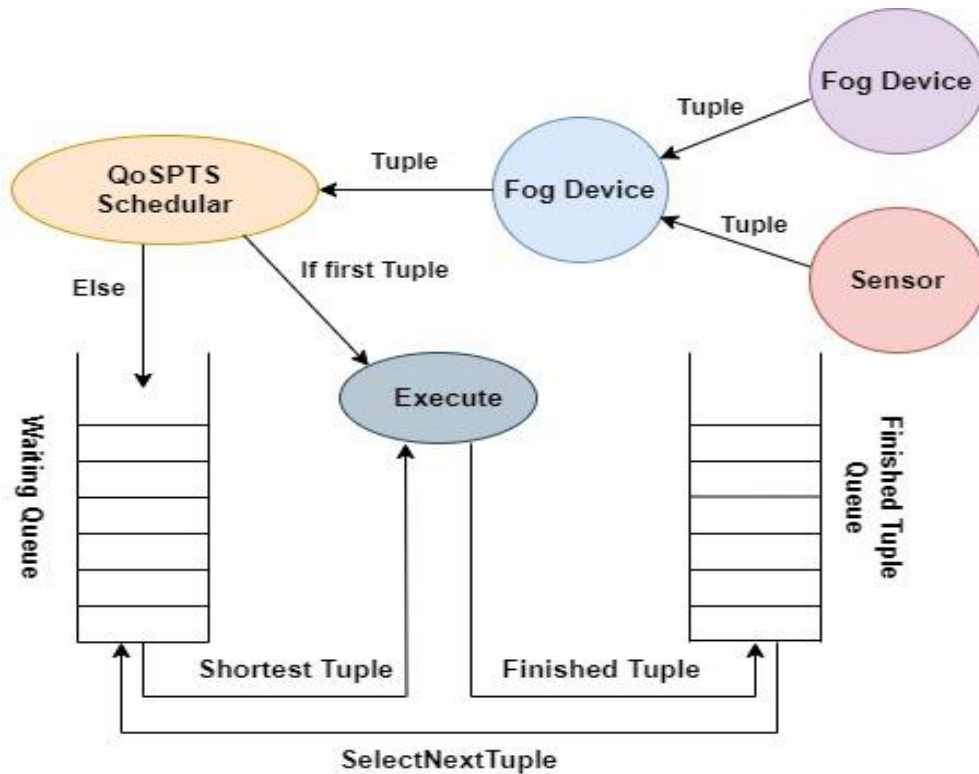 Fog Device
Tuple
QoSPTS
Schedular
Tuple
Fog Device
Tuple
Sensor
Else
If first Tuple
Execute
Waiting Queue
Finished Tuple
Queue
Shortest Tuple
Finished Tuple
SelectNextTuple